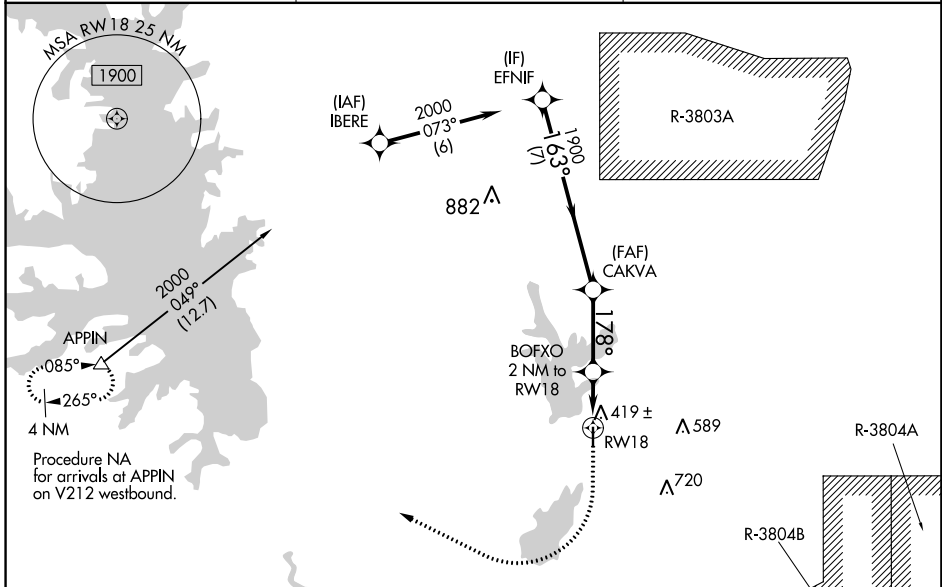 MSA RW18 25 NM
1900
(IAF)
IBERE
2000
073°
(6)
(IF)
EFNIF
1900
163°
(7)
R-3803A
882
(FAF)
CAKVA
178°
2000
049°
(12.7)
APPIN
085°
265°
4 NM
BOFXO
2 NM to
RW18
419 ±
RW18
589
720
R-3804A
R-3804B
Procedure NA
for arrivals at APPIN
on V212 westbound.